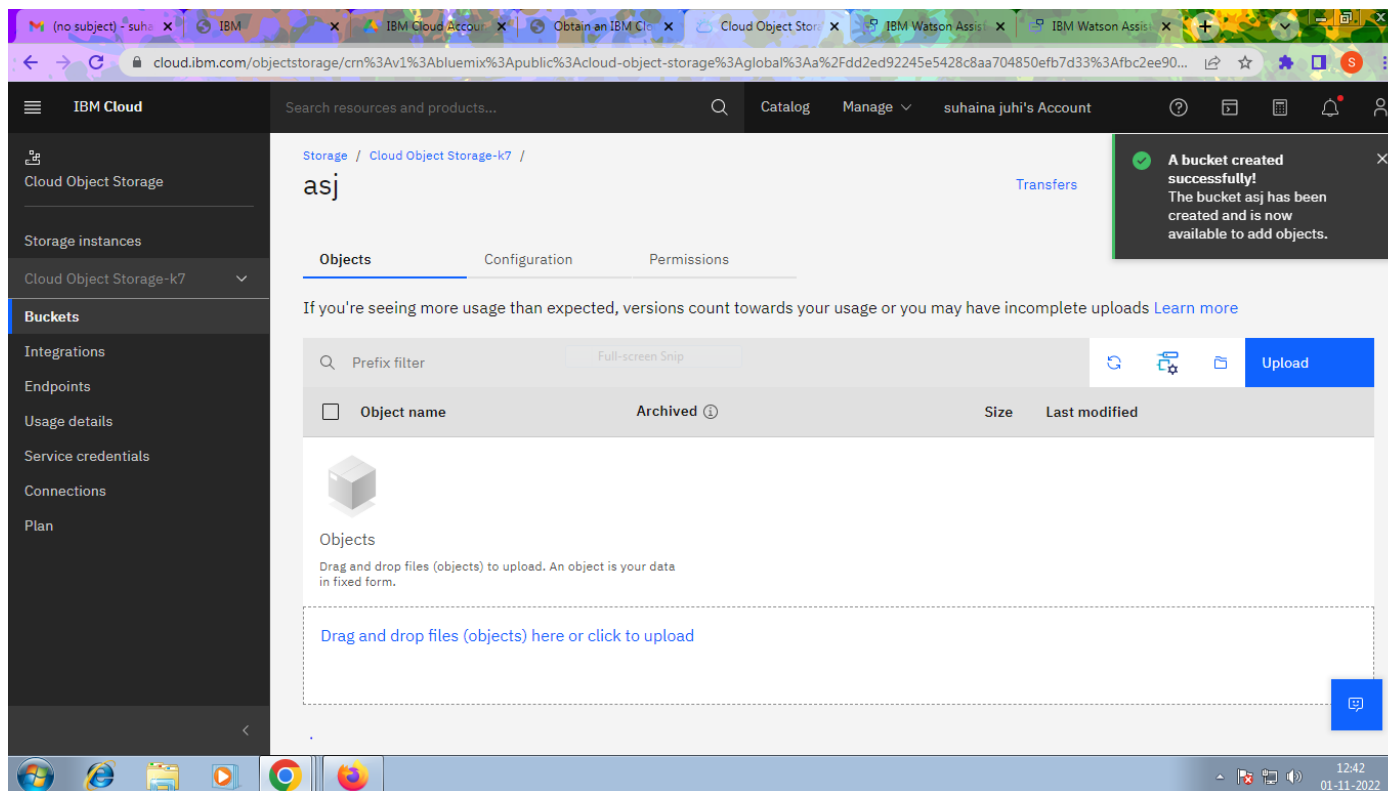 (no subject) - suha
IBM
IBM Cloud Accour
Obtain an IBM Clo
Cloud Object Stora
IBM Watson Assist
IBM Watson Assist
cloud.ibm.com/objectstorage/crn%3Av1%3Abluemix%3Apublic%3Acloud-object-storage%3Aglobal%3Aa%2Fdd2ed92245e5428c8aa704850efb7d33%3Afbc2ee90...
S
IBM Cloud
Search resources and products...
Catalog
Manage
suhaina juhi's Account
Cloud Object Storage
Storage instances
Cloud Object Storage-k7
Buckets
Integrations
Endpoints
Usage details
Service credentials
Connections
Plan
Storage / Cloud Object Storage-k7 /
asj
Transfers
A bucket created
successfully!
The bucket asj has been
created and is now
available to add objects.
Objects
Configuration
Permissions
If you're seeing more usage than expected, versions count towards your usage or you may have incomplete uploads Learn more
Prefix filter
Full-screen Snip
Upload
Object name
Archived
Size
Last modified
Objects
Drag and drop files (objects) to upload. An object is your data
in fixed form.
Drag and drop files (objects) here or click to upload
12:42
01-11-2022